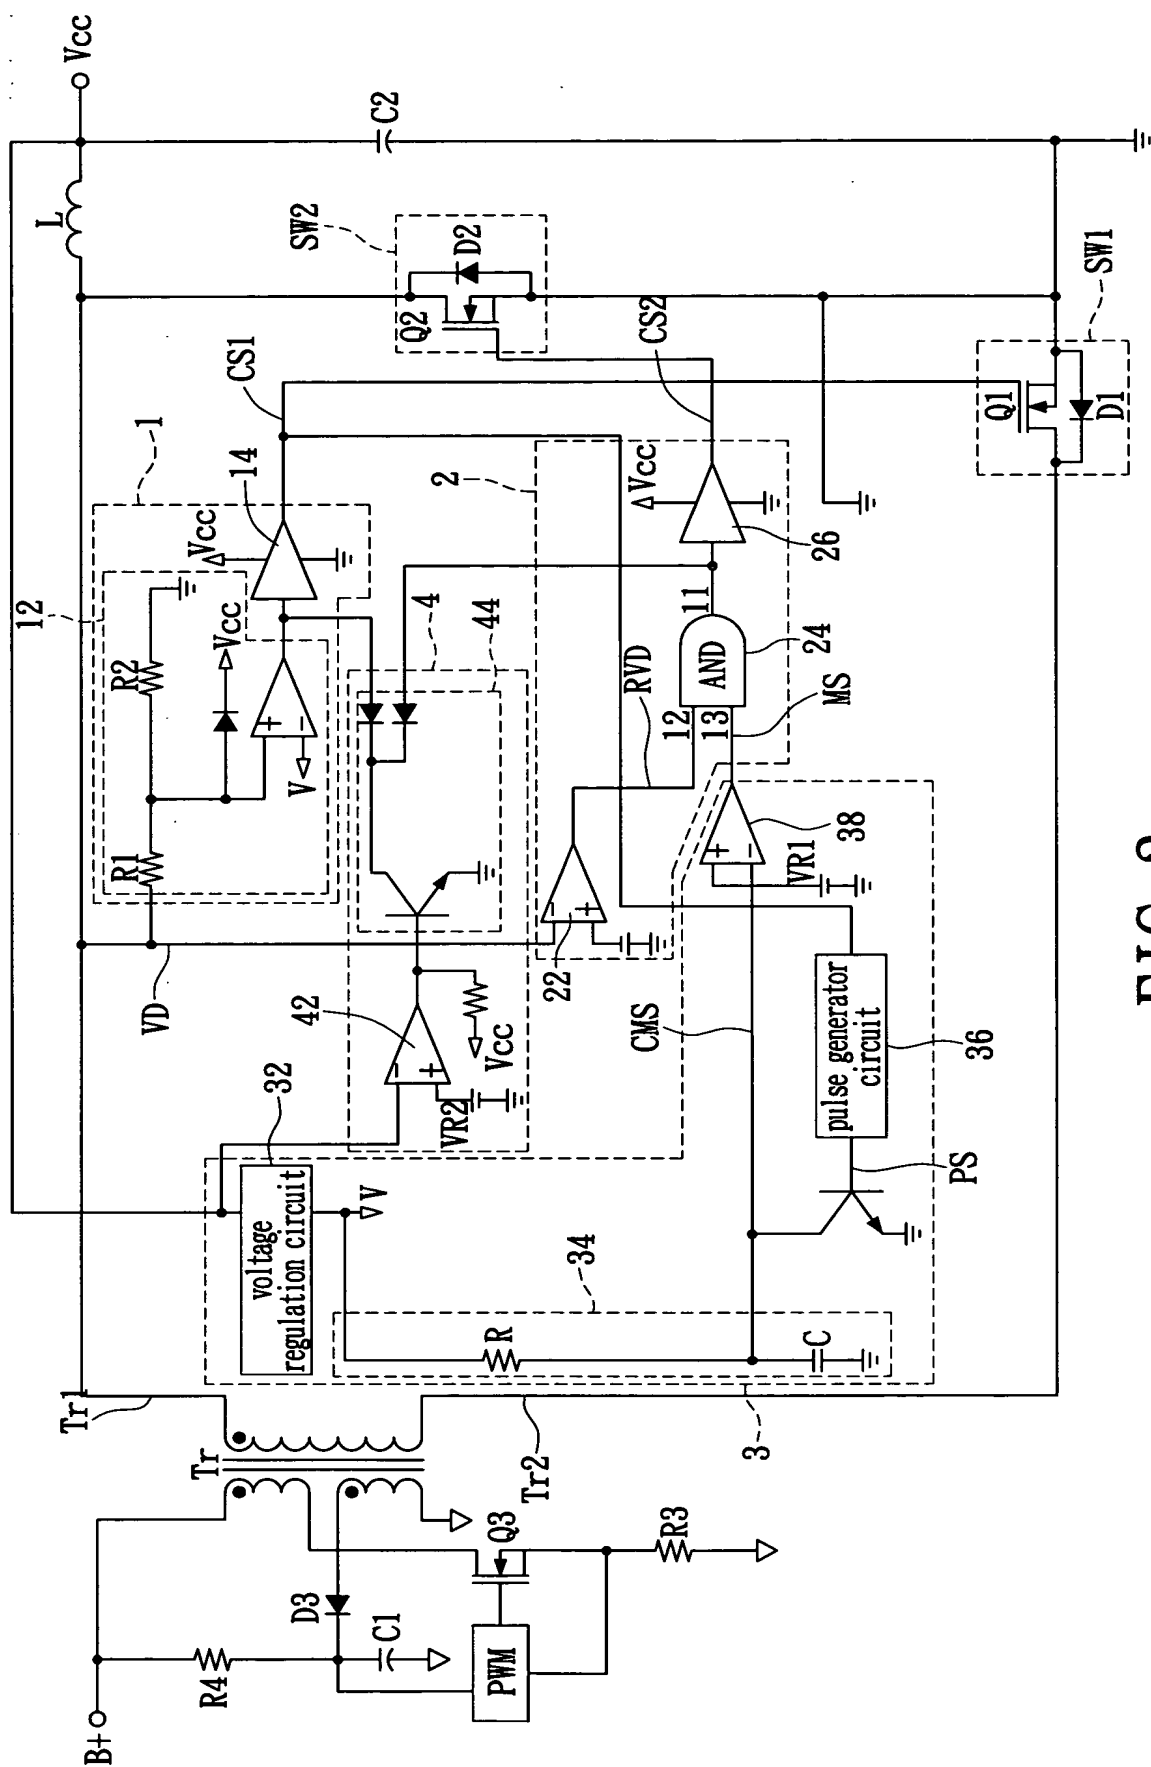 Vcc
L
C2
SW2
D2
Q2
CS1
CS2
SW1
Q1
D1
1
14
Vcc
12
R2
Vcc
R1
V
VD
2
Vcc
26
4
44
11
AND
24
RVD
12
13
MS
22
38
VR1
42
Vcc
VR2
CMS
32
voltage
regulation circuit
V
pulse generator
circuit
36
PS
34
R
C
3
Tr1
Tr
Tr2
Q3
R3
D3
C1
R4
PWM
B+